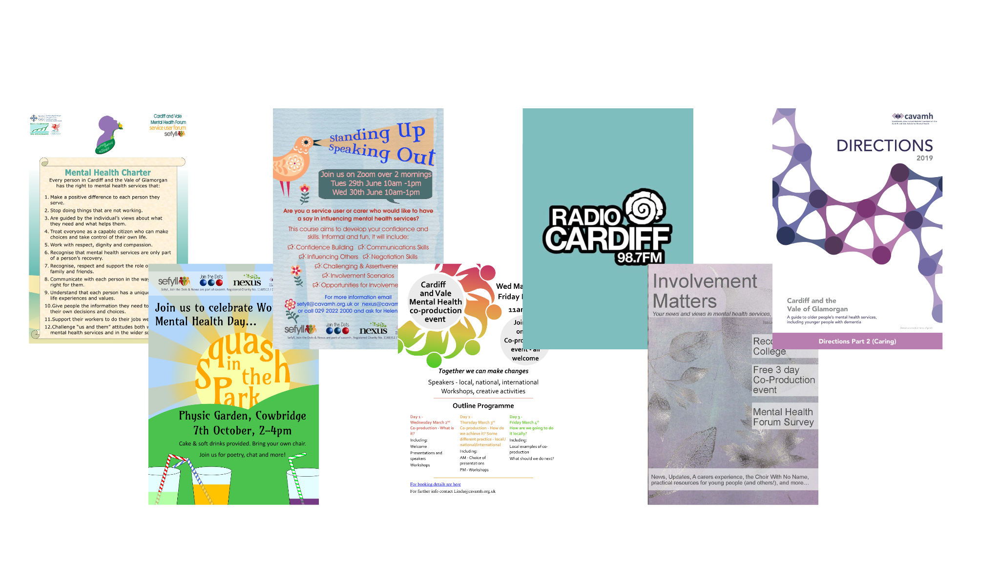 Cardiff and Vale
Mental Health Forum
service user forum
sefyll
Mental Health Charter
Every person in Cardiff and the Vale of Glamorgan
has the right to mental health services that:
1. Make a positive difference to each person they
serve.
2. Stop doing things that are not working.
3. Are guided by the individual's views about what
they need and what helps them.
4. Treat everyone as a capable citizen who can make
choices and take control of their own life.
5. Work with respect, dignity and compassion.
6. Recognise that mental health services are only part
of a person's recovery.
7. Recognise, respect and support the role o
family and friends.
8. Communicate with each person in the way
right for them.
9. Understand that each person has a unique
life experiences and values.
10.Give people the information they need to
their own decisions and choices.
11.Support their workers to do their jobs we
12.Challenge "us and them" attitudes both w
mental health services and in the wider so
sefyll
Join the Dots
nexus
Sefyll, Join the Dots & Nexus are part of cavamh. Registered Charity No. 1148312 /
Join us to celebrate Wo
Mental Health Day...
Squash
in the
Park
Physic Garden, Cowbridge
7th October, 2-4pm
Cake & soft drinks provided. Bring your own chair.
Join us for poetry, chat and more!
Standing Up
Speaking Out
Join us on Zoom over 2 mornings
Tues 29th June 10am -1pm
Wed 30th June 10am-1pm
Are you a service user or carer who would like to have
a say in influencing mental health services?
This course aims to develop your confidence and
skills. Informal and fun, it will include:
Confidence Building Communications Skills
Influencing Others Negotiation Skills
Challenging & Assertivenes
Involvement Scenarios
Opportunities for Involveme
For more information email
sefyll@cavamh.org.uk or nexus@cavam
or call 029 2022 2000 and ask for Helen
sefyll
Join the Dots
nexus
Sefyll, Join the Dots & Nexus are part of cavamh. Registered Charity No. 1148312 /
Cardiff
and Vale
Mental Health
co-production
event
Wed Ma
Friday
11a
Joi
on
Co-pro
event - all
welcome
Together we can make changes
Speakers - local, national, international
Workshops, creative activities
Outline Programme
Day 1 -
Wednesday March 2nd
Co-production - What is
it?
Including:
Welcome
Presentations and
speakers
Workshops
Day 2 -
Thursday March 3rd
Co-production - How do
we achieve it? Some
different practice - local /
national/international
Including:
AM - Choice of
presentations
PM - Workshops
Day 3 -
Friday March 4th
How are we going to do
it locally?
Including:
Local examples of co-
production
What should we do next?
For booking details see here
For further info contact Linda@cavamh.org.uk
RADIO
CARDIFF
98.7FM
Involvement
Matters
Your news and views in mental health services,
Issu
Reco
College
Free 3 day
Co-Production
event
Mental Health
Forum Survey
News, Updates, A carers experience, the Choir With No Name,
practical resources for young people (and others!), and more...
cavamh
Cardiff and Vale Action for Mental Health
DIRECTIONS
2019
Cardiff and the
Vale of Glamorgan
A guide to older people's mental health services,
including younger people with dementia
Details correct at time of print
Directions Part 2 (Caring)